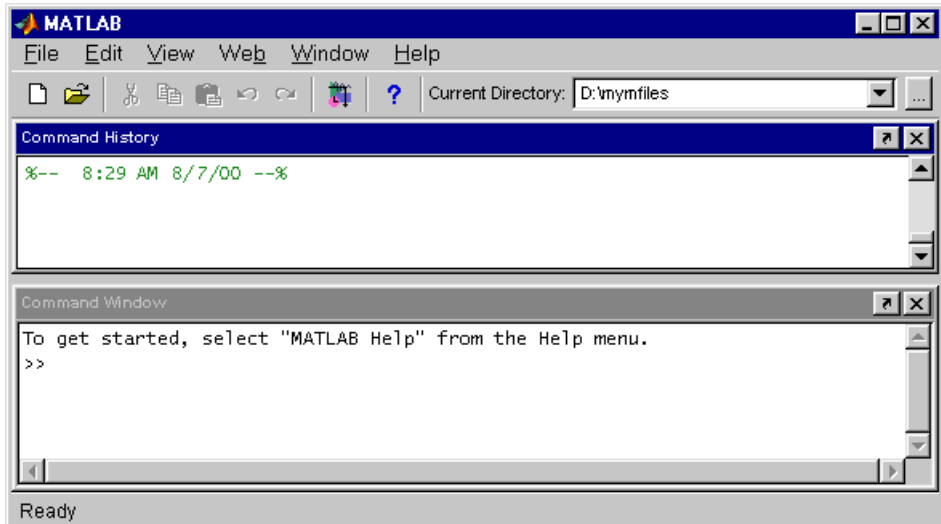 MATLAB
File Edit View Web Window Help
? Current Directory: D:\mymfiles ...
Command History
%-- 8:29 AM 8/7/00 --%
Command Window
To get started, select "MATLAB Help" from the Help menu.
>>
Ready